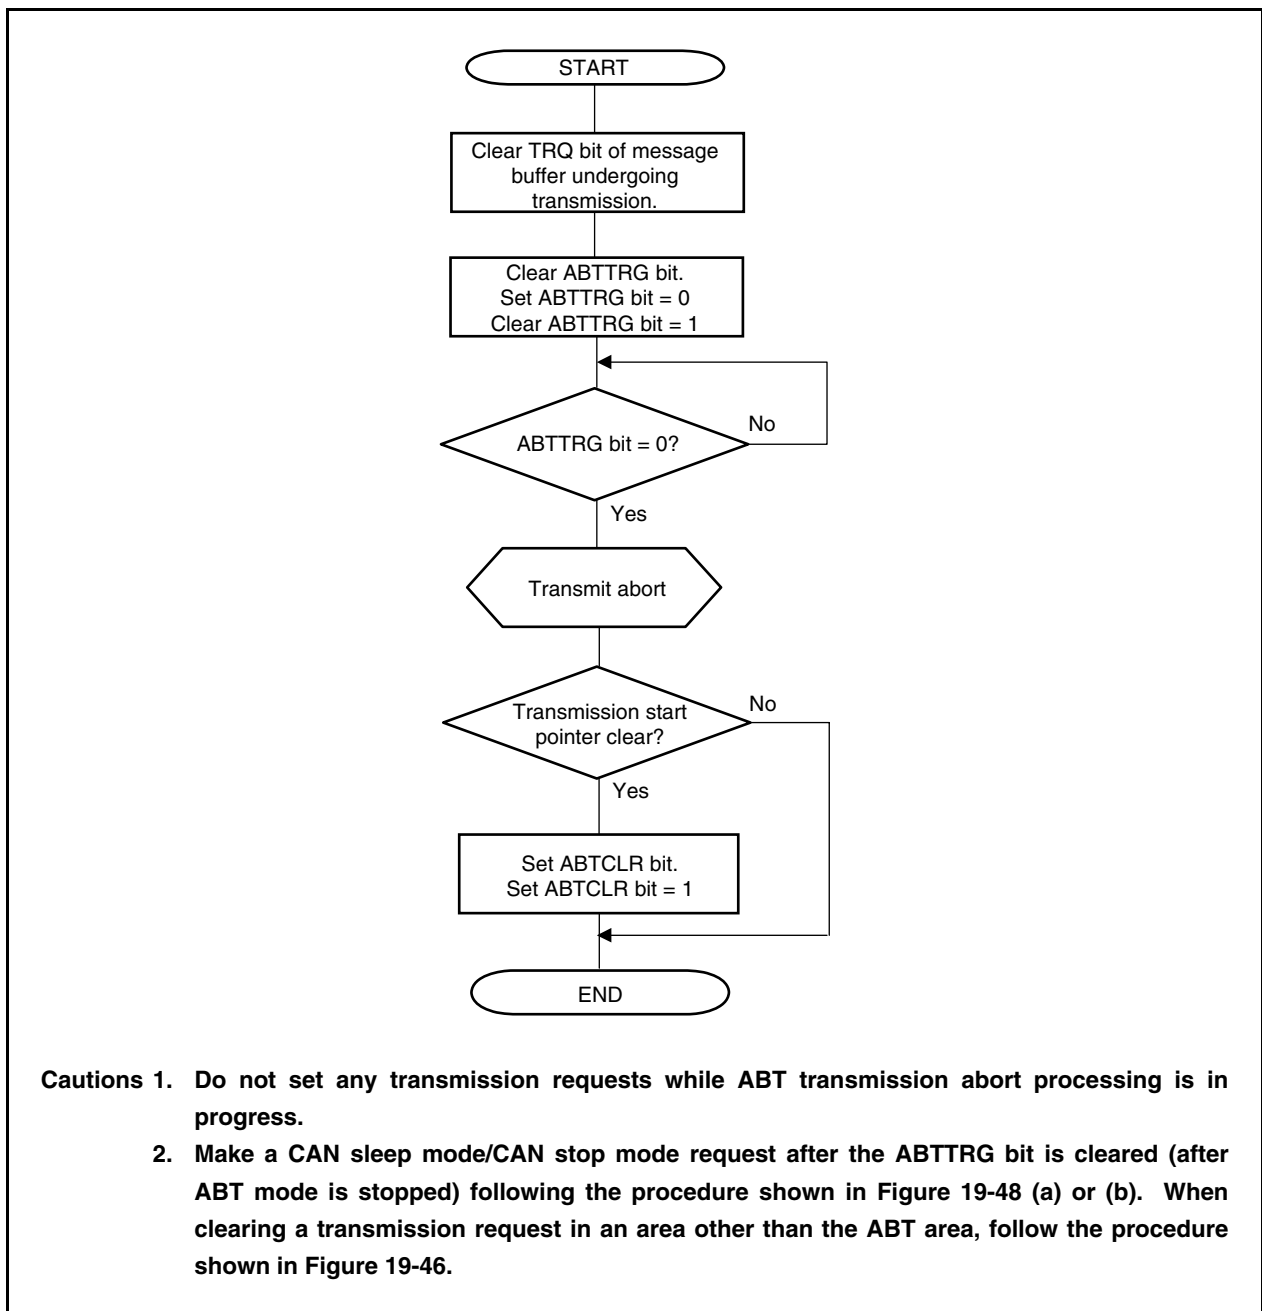 START
Clear TRQ bit of message
buffer undergoing
transmission.
Clear ABTTRG bit.
Set ABTTRG bit = 0
Clear ABTTRG bit = 1
ABTTRG bit = 0?
No
Yes
Transmit abort
Transmission start
pointer clear?
No
Yes
Set ABTCLR bit.
Set ABTCLR bit = 1
END
Cautions 1. Do not set any transmission requests while ABT transmission abort processing is in
progress.
2. Make a CAN sleep mode/CAN stop mode request after the ABTTRG bit is cleared (after
ABT mode is stopped) following the procedure shown in Figure 19-48 (a) or (b). When
clearing a transmission request in an area other than the ABT area, follow the procedure
shown in Figure 19-46.